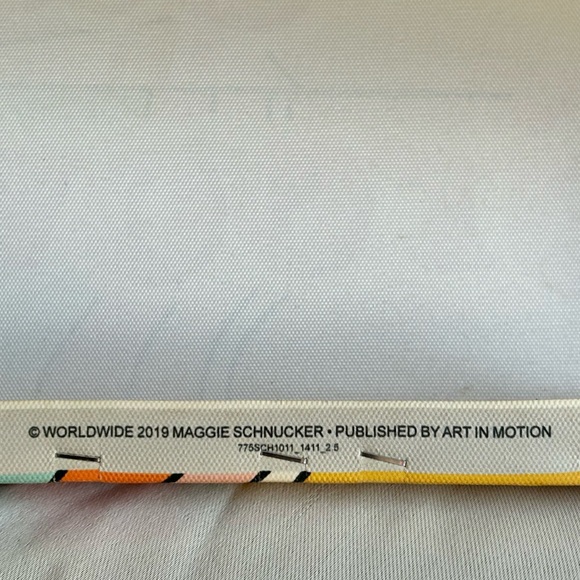 © WORLDWIDE 2019 MAGGIE SCHNUCKER • PUBLISHED BY ART IN MOTION
775SCH1011_1411_2.5